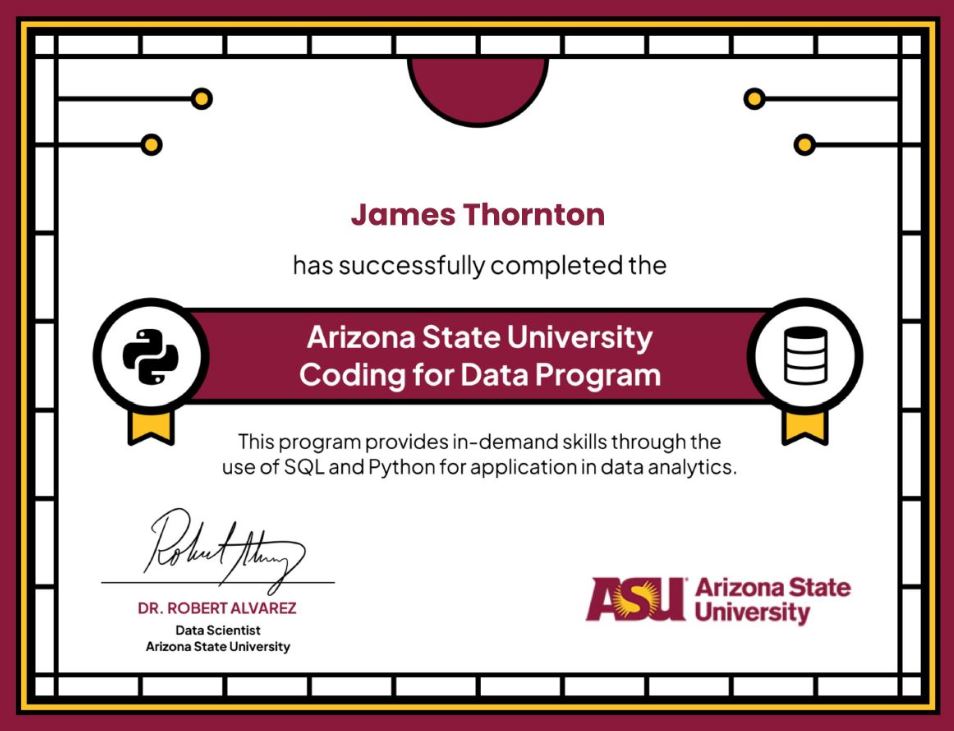 James Thornton
has successfully completed the
Arizona State University
Coding for Data Program
This program provides in-demand skills through the
use of SQL and Python for application in data analytics.
DR. ROBERT ALVAREZ
Data Scientist
Arizona State University
ASU Arizona State
University